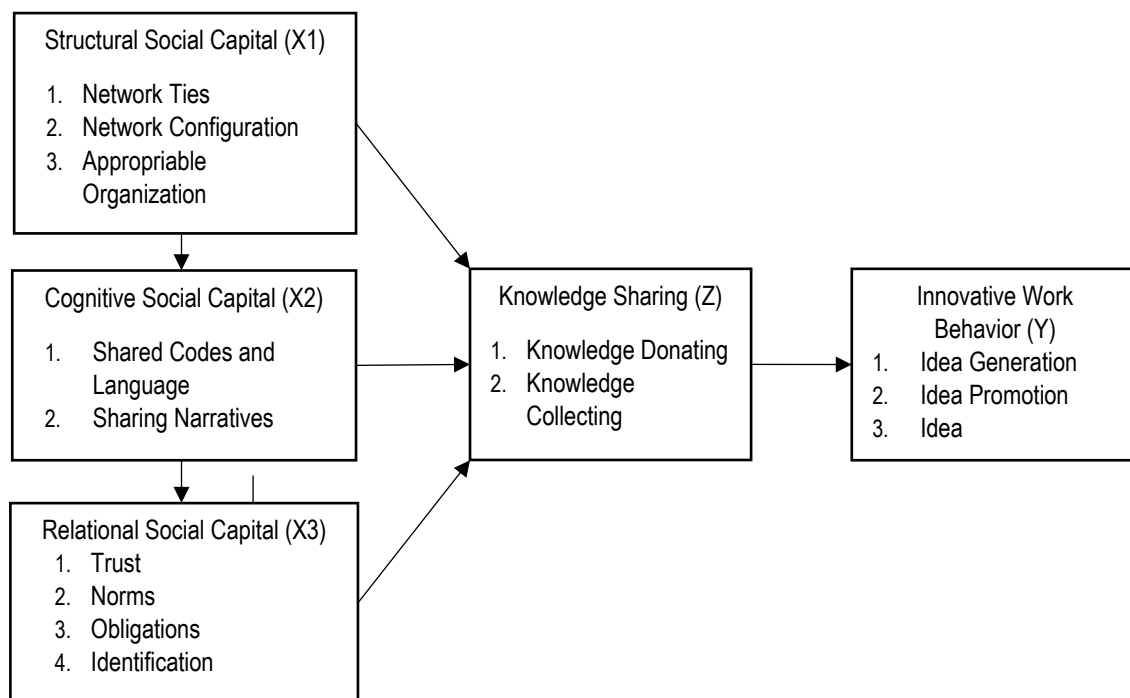 Structural Social Capital (X1)
1. Network Ties
2. Network Configuration
3. Appropriable
Organization
Cognitive Social Capital (X2)
1. Shared Codes and
Language
2. Sharing Narratives
Relational Social Capital (X3)
1. Trust
2. Norms
3. Obligations
4. Identification
Knowledge Sharing (Z)
1. Knowledge Donating
2. Knowledge
Collecting
Innovative Work
Behavior (Y)
1. Idea Generation
2. Idea Promotion
3. Idea